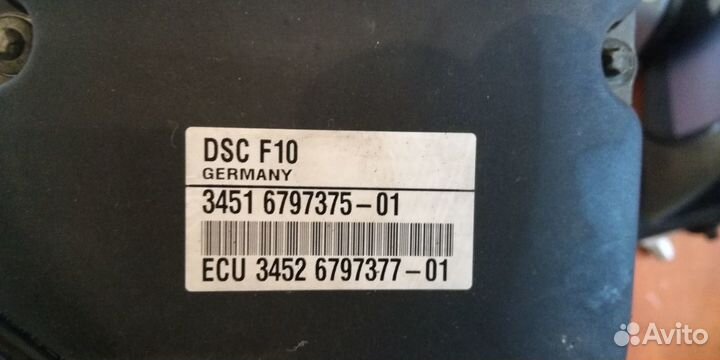 DSC F10
GERMANY
3451 6797375-01
ECU 3452 6797377-01
Avito